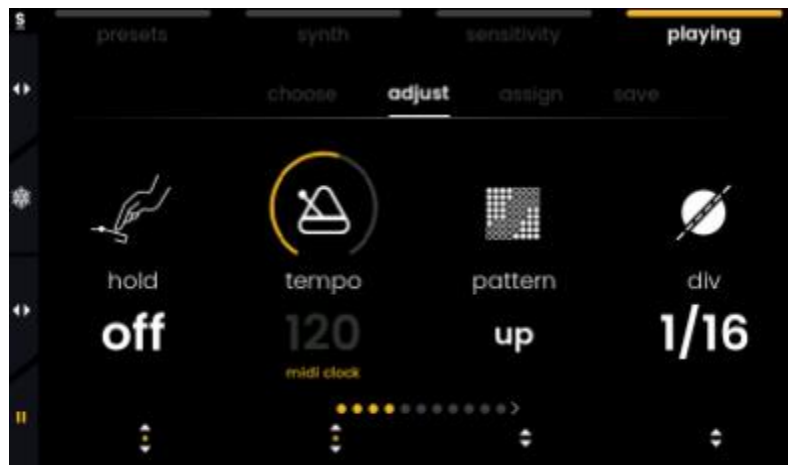 S
presets synth sensitivity playing
choose adjust assign save
hold tempo pattern div
off 120 up 1/16
midi clock